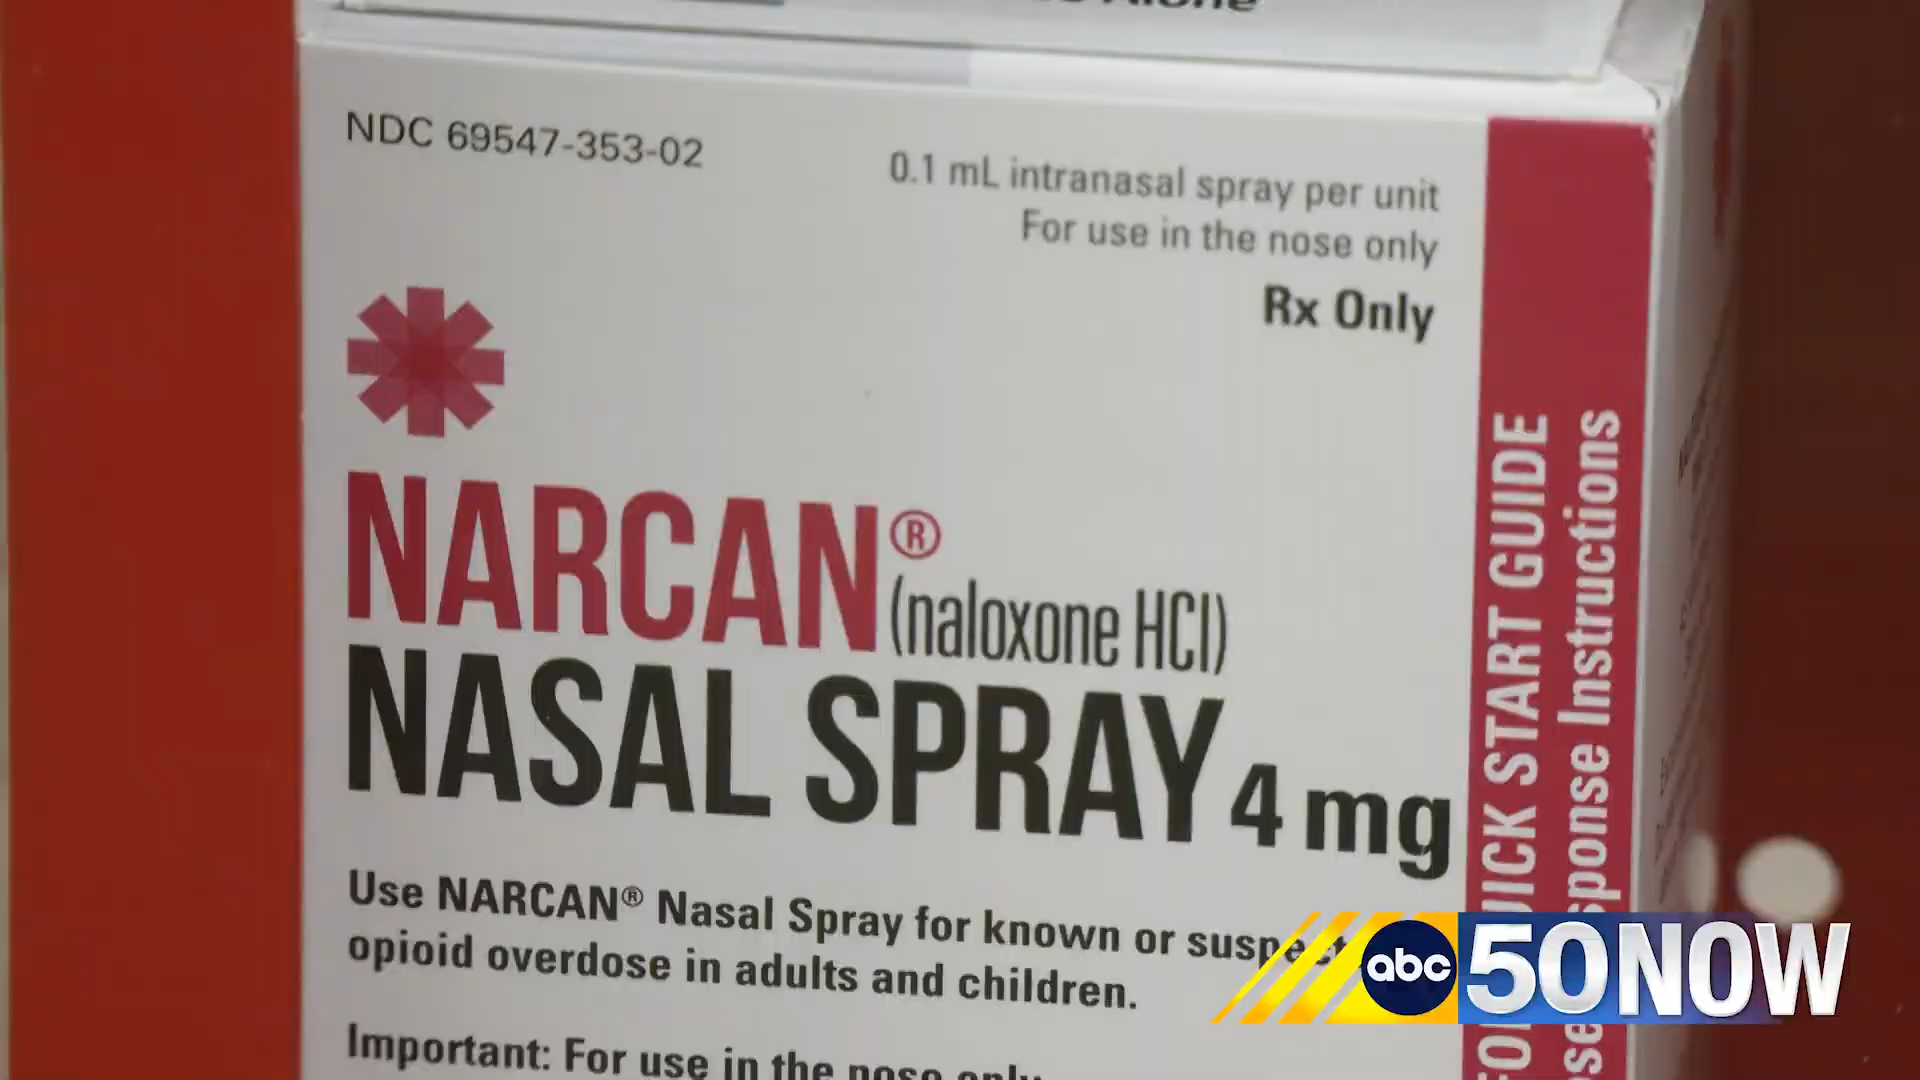 NDC 69547-353-02
0.1 mL intranasal spray per unit
For use in the nose only
Rx Only
NARCAN®
(naloxone HCl)
NASAL SPRAY 4 mg
Use NARCAN® Nasal Spray for known or suspect
opioid overdose in adults and children.
Important: For use in the nose only.
QUICK START GUIDE
Instructions
abc 50NOW